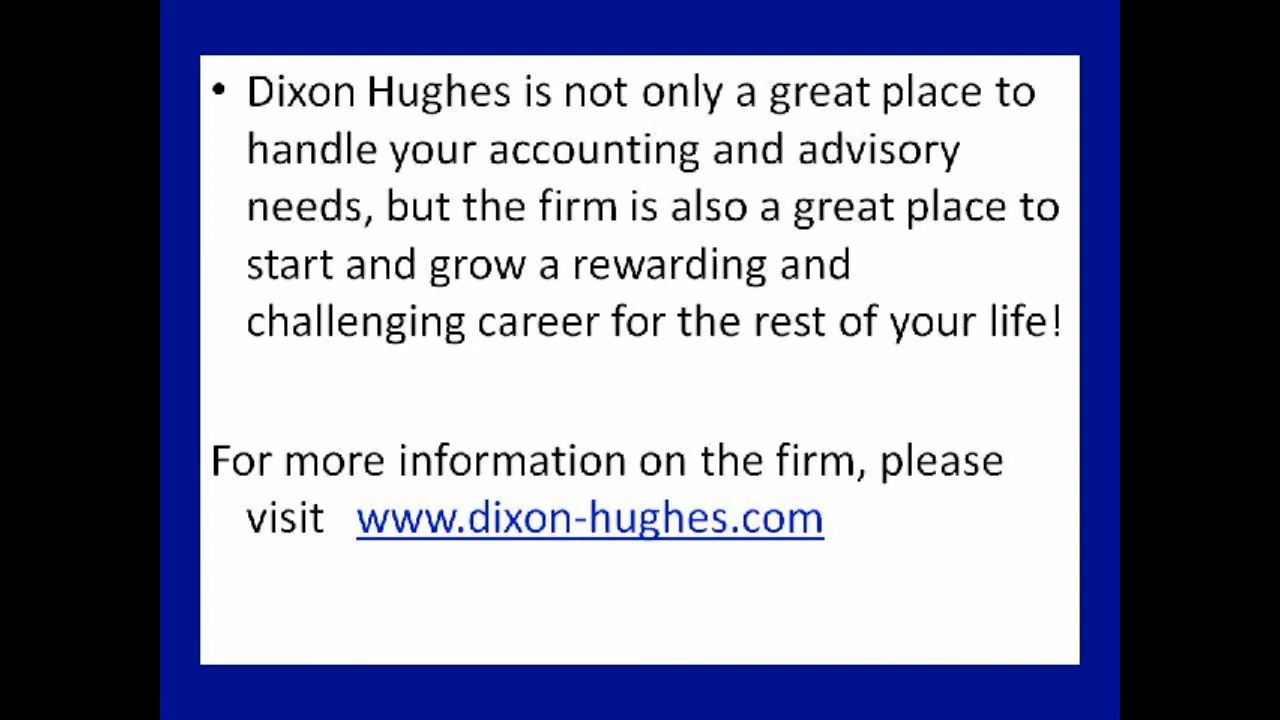 • Dixon Hughes is not only a great place to
handle your accounting and advisory
needs, but the firm is also a great place to
start and grow a rewarding and
challenging career for the rest of your life!
For more information on the firm, please
visit www.dixon-hughes.com